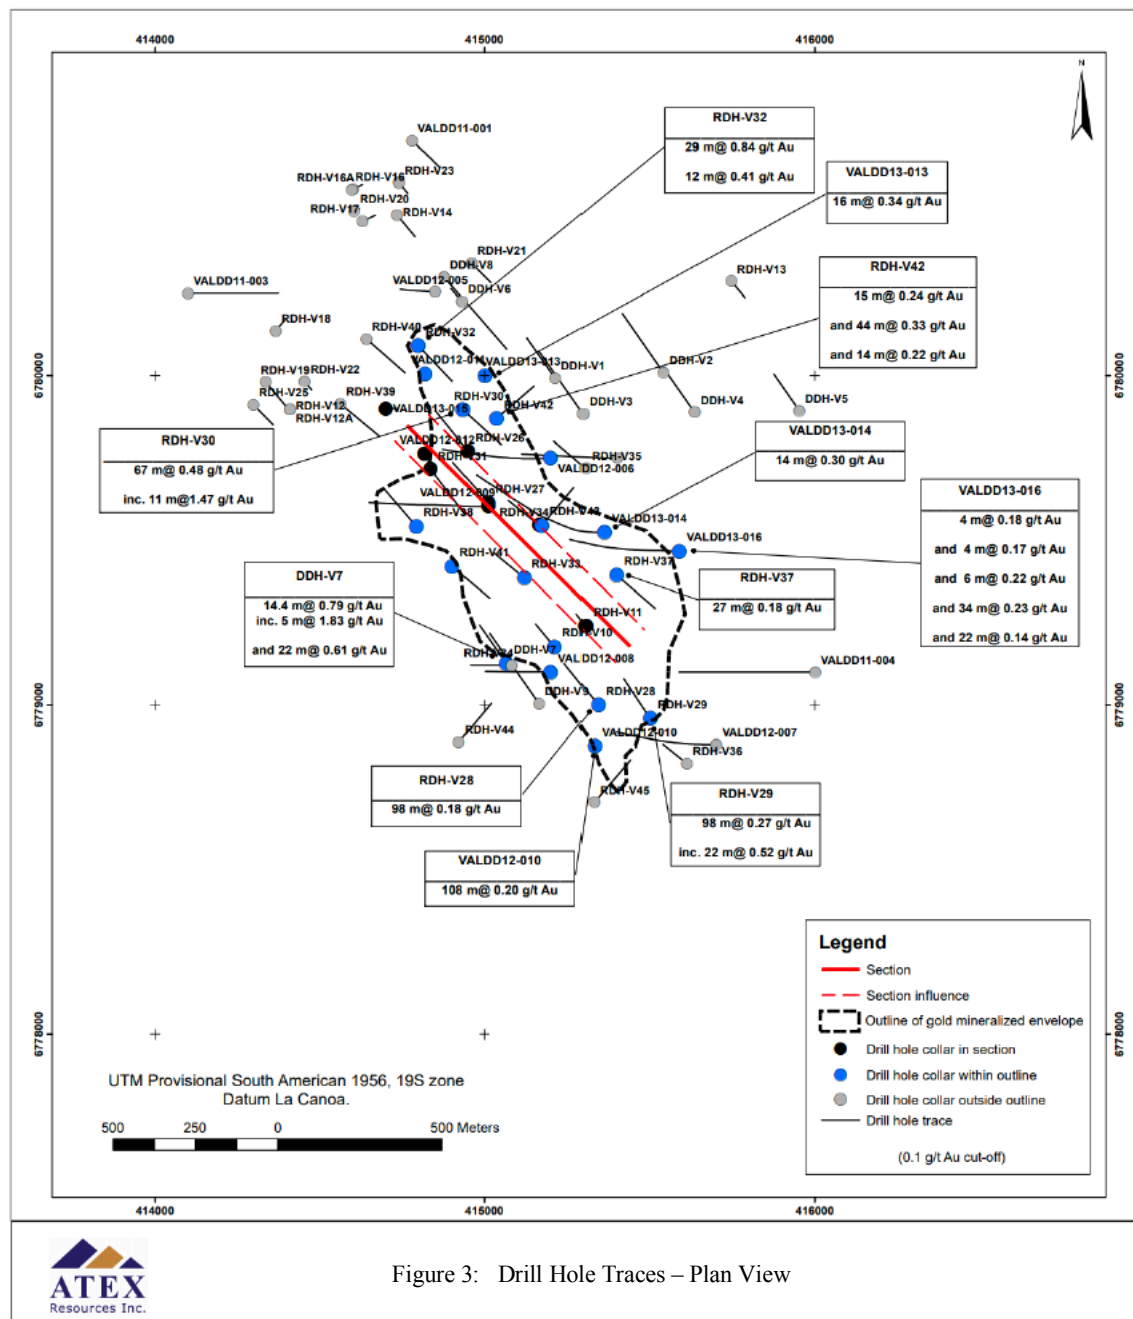 414000
415000
416000
N
RDH-V32
29 m@ 0.84 g/t Au
12 m@ 0.41 g/t Au
VALDD11-001
VALDD13-013
16 m@ 0.34 g/t Au
RDH-V16A
RDH-V16
RDH-V23
RDH-V20
RDH-V17
RDH-V14
RDH-V21
DDH-V8
VALDD12-005
DDH-V6
VALDD11-003
RDH-V13
RDH-V42
15 m@ 0.24 g/t Au
and 44 m@ 0.33 g/t Au
and 14 m@ 0.22 g/t Au
RDH-V18
RDH-V40
RDH-V32
VALDD12-011
VALDD13-013
DDH-V1
DDH-V2
6780000
6780000
RDH-V19
RDH-V22
RDH-V25
RDH-V12
RDH-V12A
RDH-V39
VALDD13-015
RDH-V30
RDH-V42
DDH-V3
DDH-V4
DDH-V5
RDH-V30
67 m@ 0.48 g/t Au
inc. 11 m@1.47 g/t Au
VALDD12-012
RDH-V26
RDH-V31
RDH-V35
VALDD12-006
VALDD13-014
14 m@ 0.30 g/t Au
VALDD12-009
RDH-V27
RDH-V38
RDH-V34
RDH-V43
VALDD13-014
VALDD13-016
VALDD13-016
4 m@ 0.18 g/t Au
and 4 m@ 0.17 g/t Au
and 6 m@ 0.22 g/t Au
and 34 m@ 0.23 g/t Au
and 22 m@ 0.14 g/t Au
RDH-V41
RDH-V33
RDH-V37
DDH-V7
14.4 m@ 0.79 g/t Au
inc. 5 m@ 1.83 g/t Au
and 22 m@ 0.61 g/t Au
RDH-V37
27 m@ 0.18 g/t Au
RDH-V11
RDH-V10
DDH-V7
VALDD12-008
VALDD11-004
DDH-V9
RDH-V28
RDH-V29
6779000
6779000
RDH-V44
VALDD12-010
VALDD12-007
RDH-V36
RDH-V28
98 m@ 0.18 g/t Au
RDH-V45
RDH-V29
98 m@ 0.27 g/t Au
inc. 22 m@ 0.52 g/t Au
VALDD12-010
108 m@ 0.20 g/t Au
Legend
Section
Section influence
Outline of gold mineralized envelope
Drill hole collar in section
Drill hole collar within outline
Drill hole collar outside outline
Drill hole trace
(0.1 g/t Au cut-off)
6778000
6778000
UTM Provisional South American 1956, 19S zone
Datum La Canoa.
500 250 0 500 Meters
414000
415000
416000
ATEX
Resources Inc.
Figure 3: Drill Hole Traces – Plan View